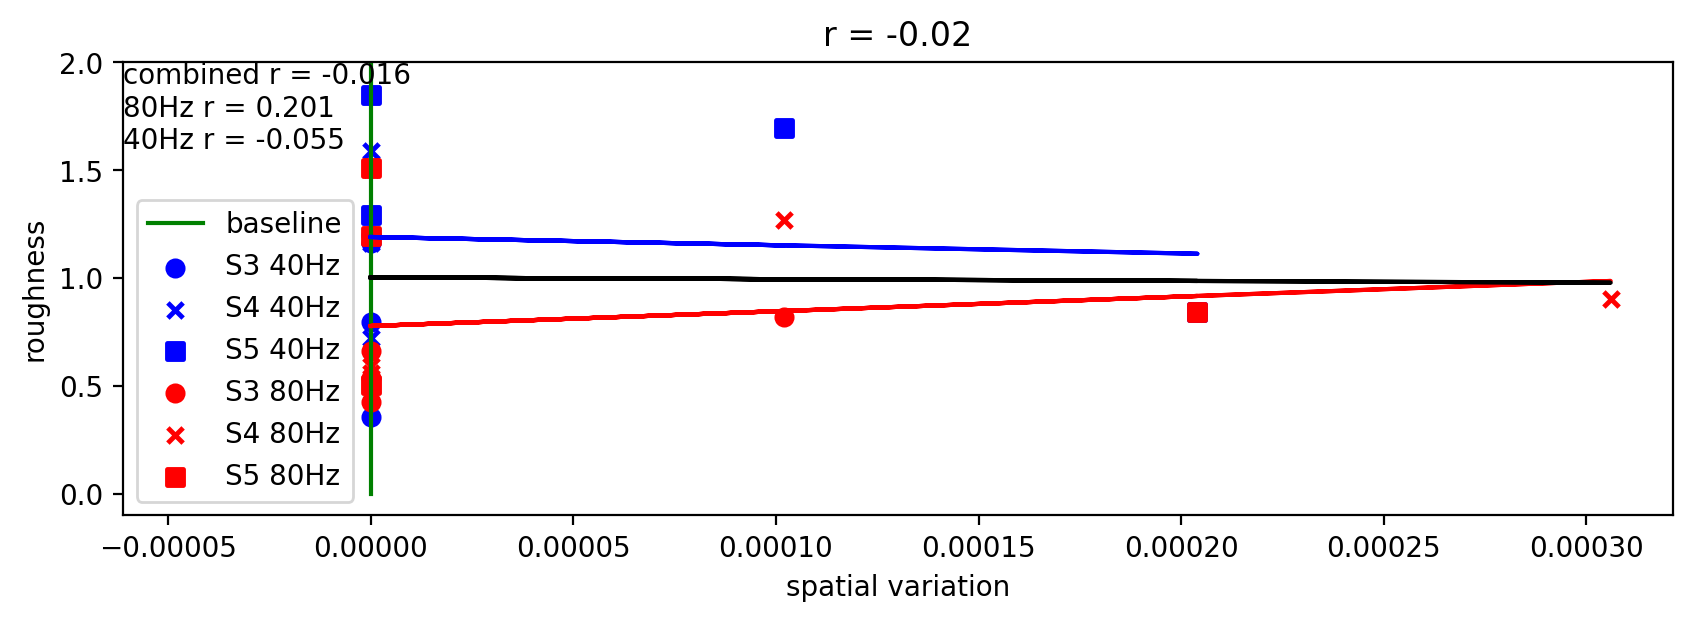 r = -0.02
combined r = -0.016
80Hz r = 0.201
40Hz r = -0.055
2.0
1.5
1.0
0.5
0.0
roughness
baseline
S3 40Hz
S4 40Hz
S5 40Hz
S3 80Hz
S4 80Hz
S5 80Hz
−0.00005 0.00000 0.00005 0.00010 0.00015 0.00020 0.00025 0.00030
spatial variation